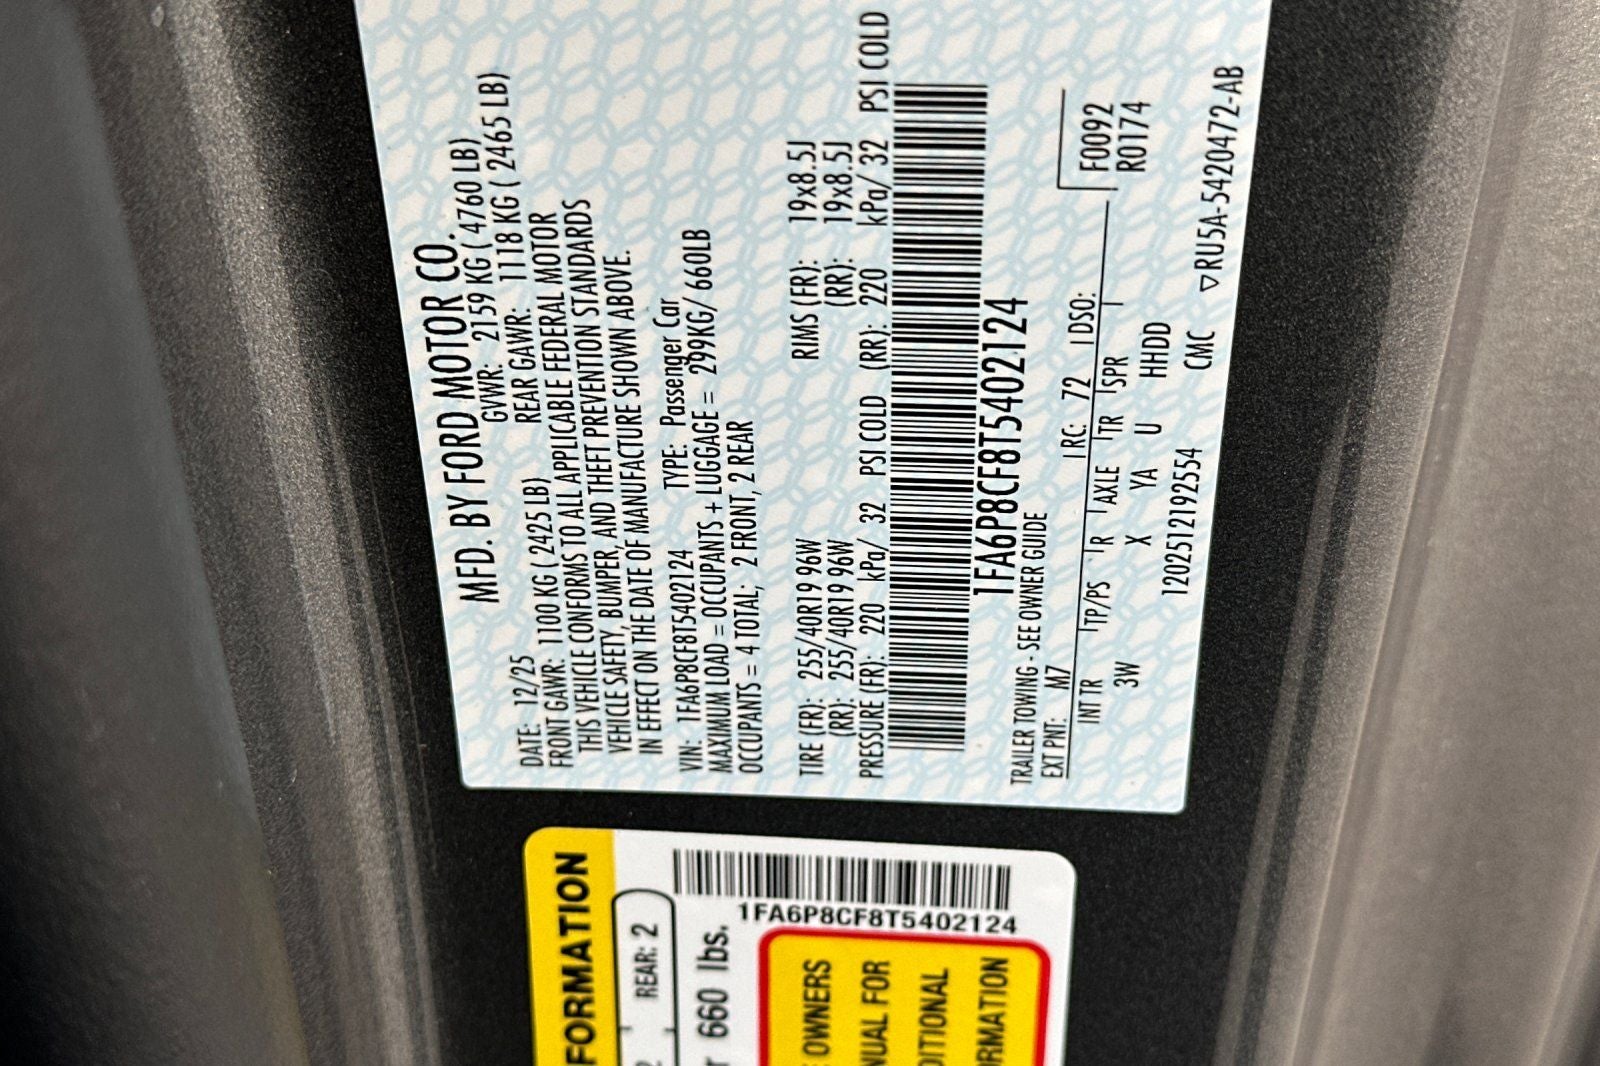 MFD. BY FORD MOTOR CO.
DATE: 12/25 GVWR: 2159 KG ( 4760 LB)
FRONT GAWR: 1100 KG ( 2425 LB) REAR GAWR: 1118 KG ( 2465 LB)
THIS VEHICLE CONFORMS TO ALL APPLICABLE FEDERAL MOTOR
VEHICLE SAFETY, BUMPER, AND THEFT PREVENTION STANDARDS
IN EFFECT ON THE DATE OF MANUFACTURE SHOWN ABOVE.
VIN: 1FA6P8CF8T5402124 TYPE: Passenger Car
MAXIMUM LOAD = OCCUPANTS + LUGGAGE = 299KG/ 660LB
OCCUPANTS = 4 TOTAL; 2 FRONT, 2 REAR
TIRE (FR): 255/40R19 96W RIMS (FR): 19x8.5J
(RR): 255/40R19 96W (RR): 19x8.5J
PRESSURE (FR): 220 kPa/ 32 PSI COLD (RR): 220 kPa/ 32 PSI COLD
1FA6P8CF8T5402124
TRAILER TOWING - SEE OWNER GUIDE
EXT PNT: M7 RC: 72 DSO: F0092
R0174
INT TR TP/PS R AXLE TR SPR
3W X YA U HHDD
12025121921554 CMC ▽RU5A-5420472-AB
FORMATION
REAR: 2
660 lbs.
1FA6P8CF8T5402124
OWNERS
NUAL FOR
DITIONAL
ORMATION